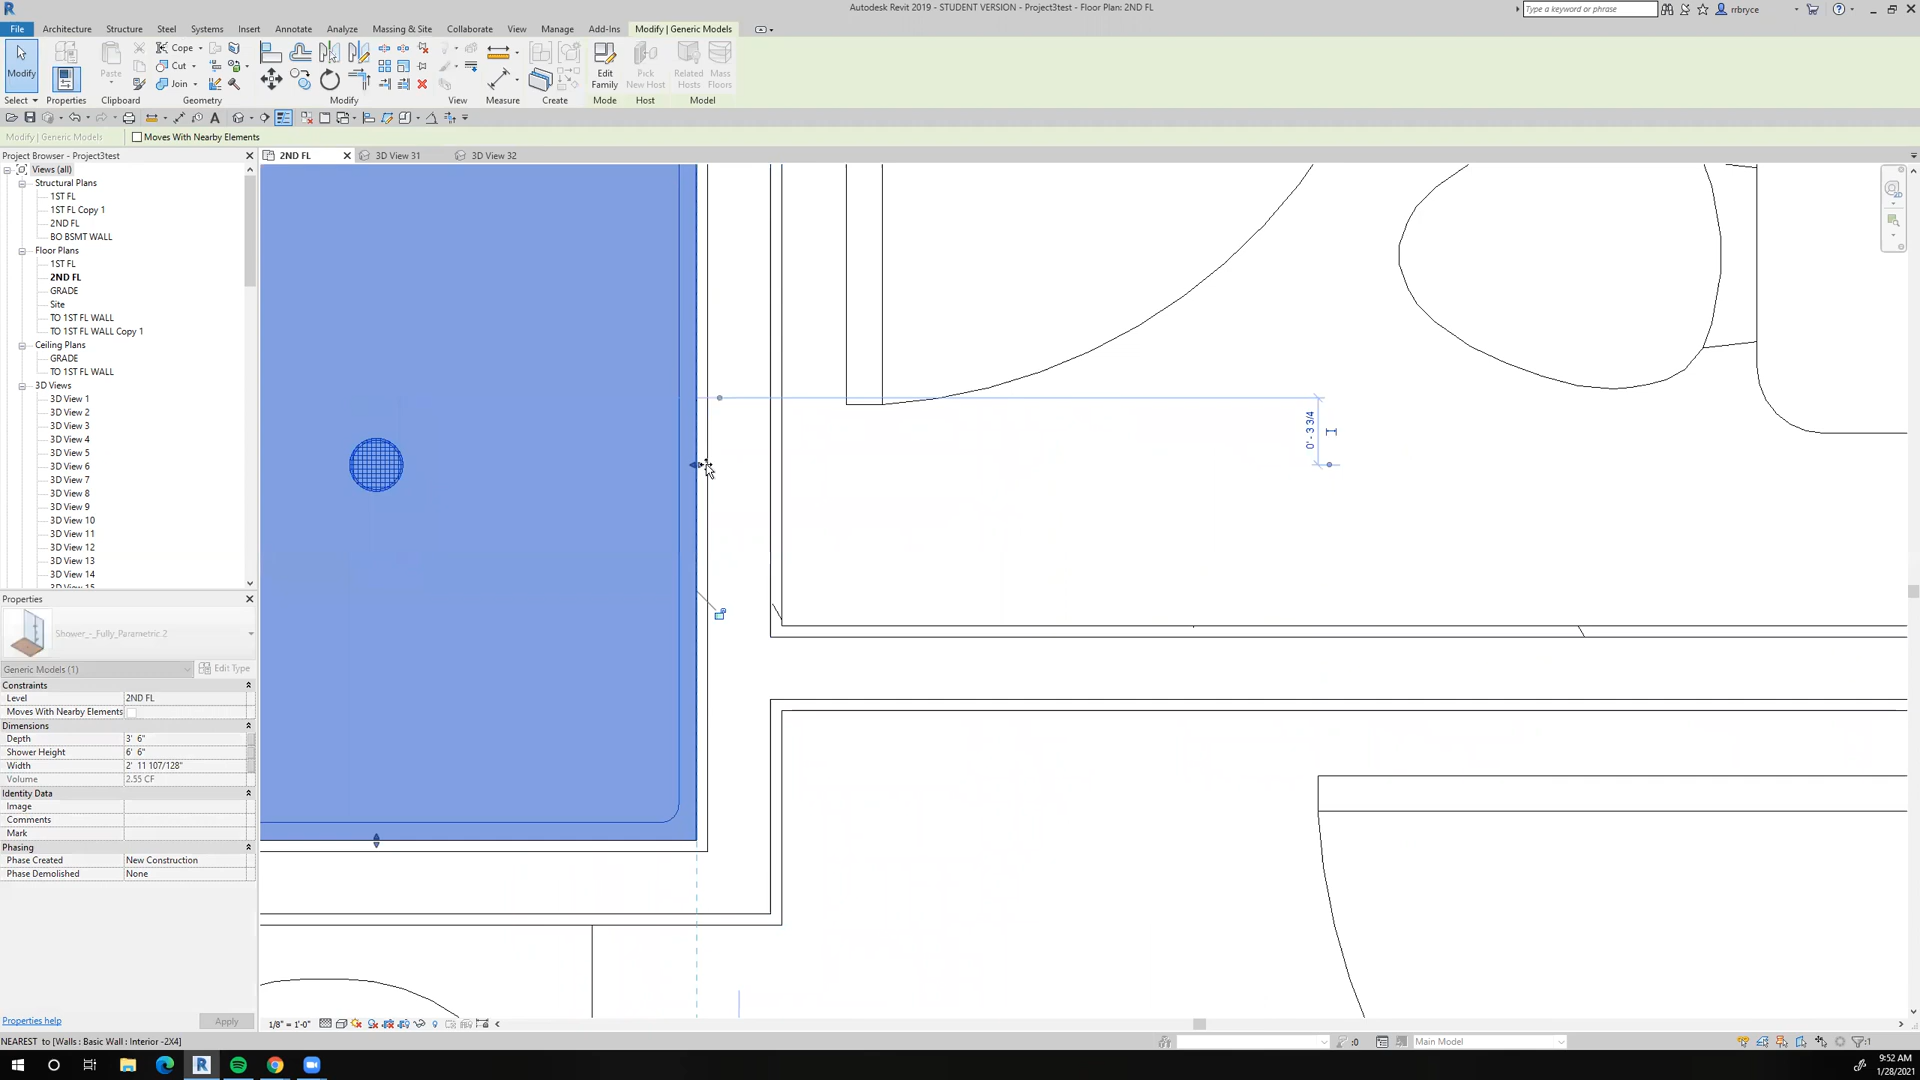 Autodesk Revit 2019 - STUDENT VERSION - Project3test - Floor Plan: 2ND FL
Type a keyword or phrase
rrbryce
File Architecture Structure Steel Systems Insert Annotate Analyze Massing & Site Collaborate View Manage Add-Ins Modify | Generic Models
Modify
Paste
Cope
Cut
Join
Edit Family
Pick New Host
Related Hosts
Mass Floors
Select Properties Clipboard Geometry Modify View Measure Create Mode Host Model
Modify | Generic Models Moves With Nearby Elements
Project Browser - Project3test
2ND FL 3D View 31 3D View 32
Views (all)
Structural Plans
1ST FL
1ST FL Copy 1
2ND FL
BO BSMT WALL
Floor Plans
1ST FL
2ND FL
GRADE
Site
TO 1ST FL WALL
TO 1ST FL WALL Copy 1
Ceiling Plans
GRADE
TO 1ST FL WALL
3D Views
3D View 1
3D View 2
3D View 3
3D View 4
3D View 5
3D View 6
3D View 7
3D View 8
3D View 9
3D View 10
3D View 11
3D View 12
3D View 13
3D View 14
3D View 15
0' - 3 3/4
Properties
Shower_-_Fully_Parametric.2
Generic Models (1) Edit Type
Constraints
Level 2ND FL
Moves With Nearby Elements
Dimensions
Depth 3' 6"
Shower Height 6' 6"
Width 2' 11 107/128"
Volume 2.55 CF
Identity Data
Image
Comments
Mark
Phasing
Phase Created New Construction
Phase Demolished None
Properties help Apply
1/8" = 1'-0"
NEAREST to [Walls : Basic Wall : Interior -2X4]
:0
Main Model
:1
9:52 AM
1/28/2021